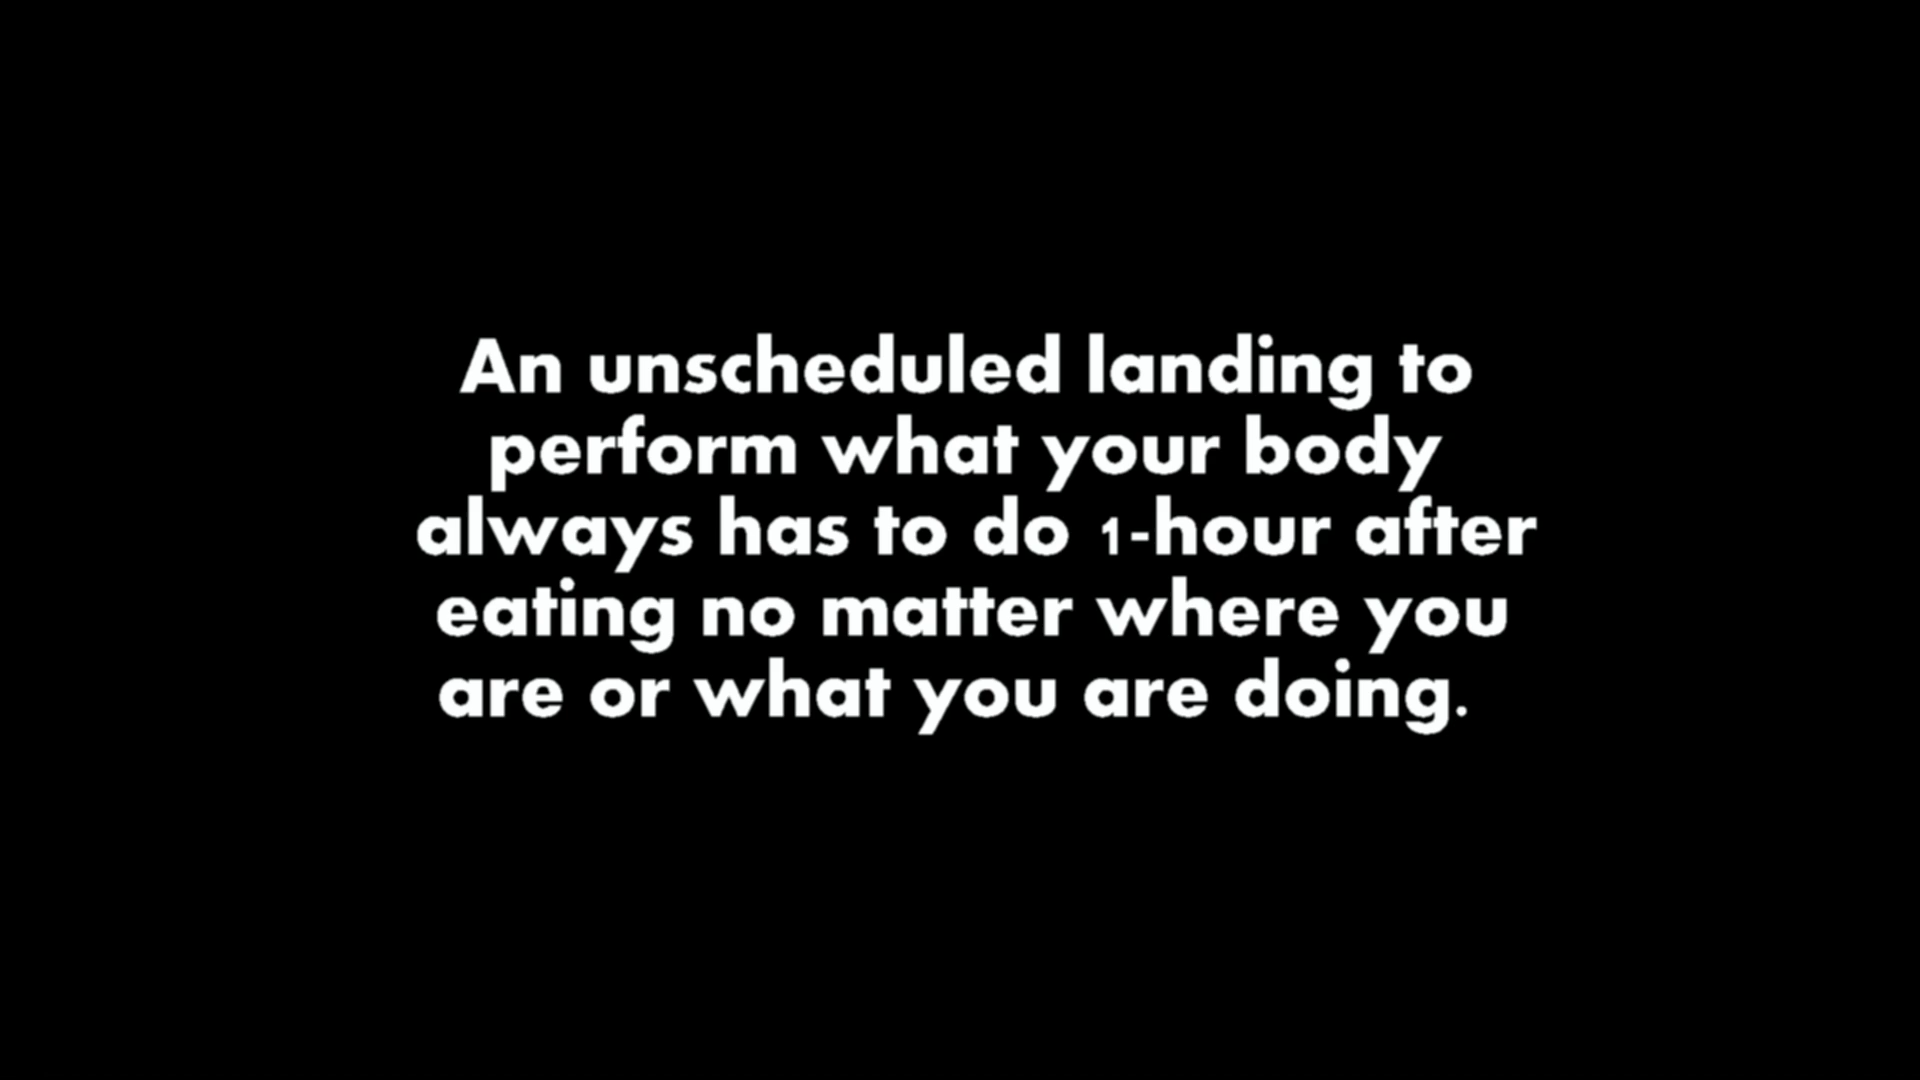 An unscheduled landing to
perform what your body
always has to do 1-hour after
eating no matter where you
are or what you are doing.